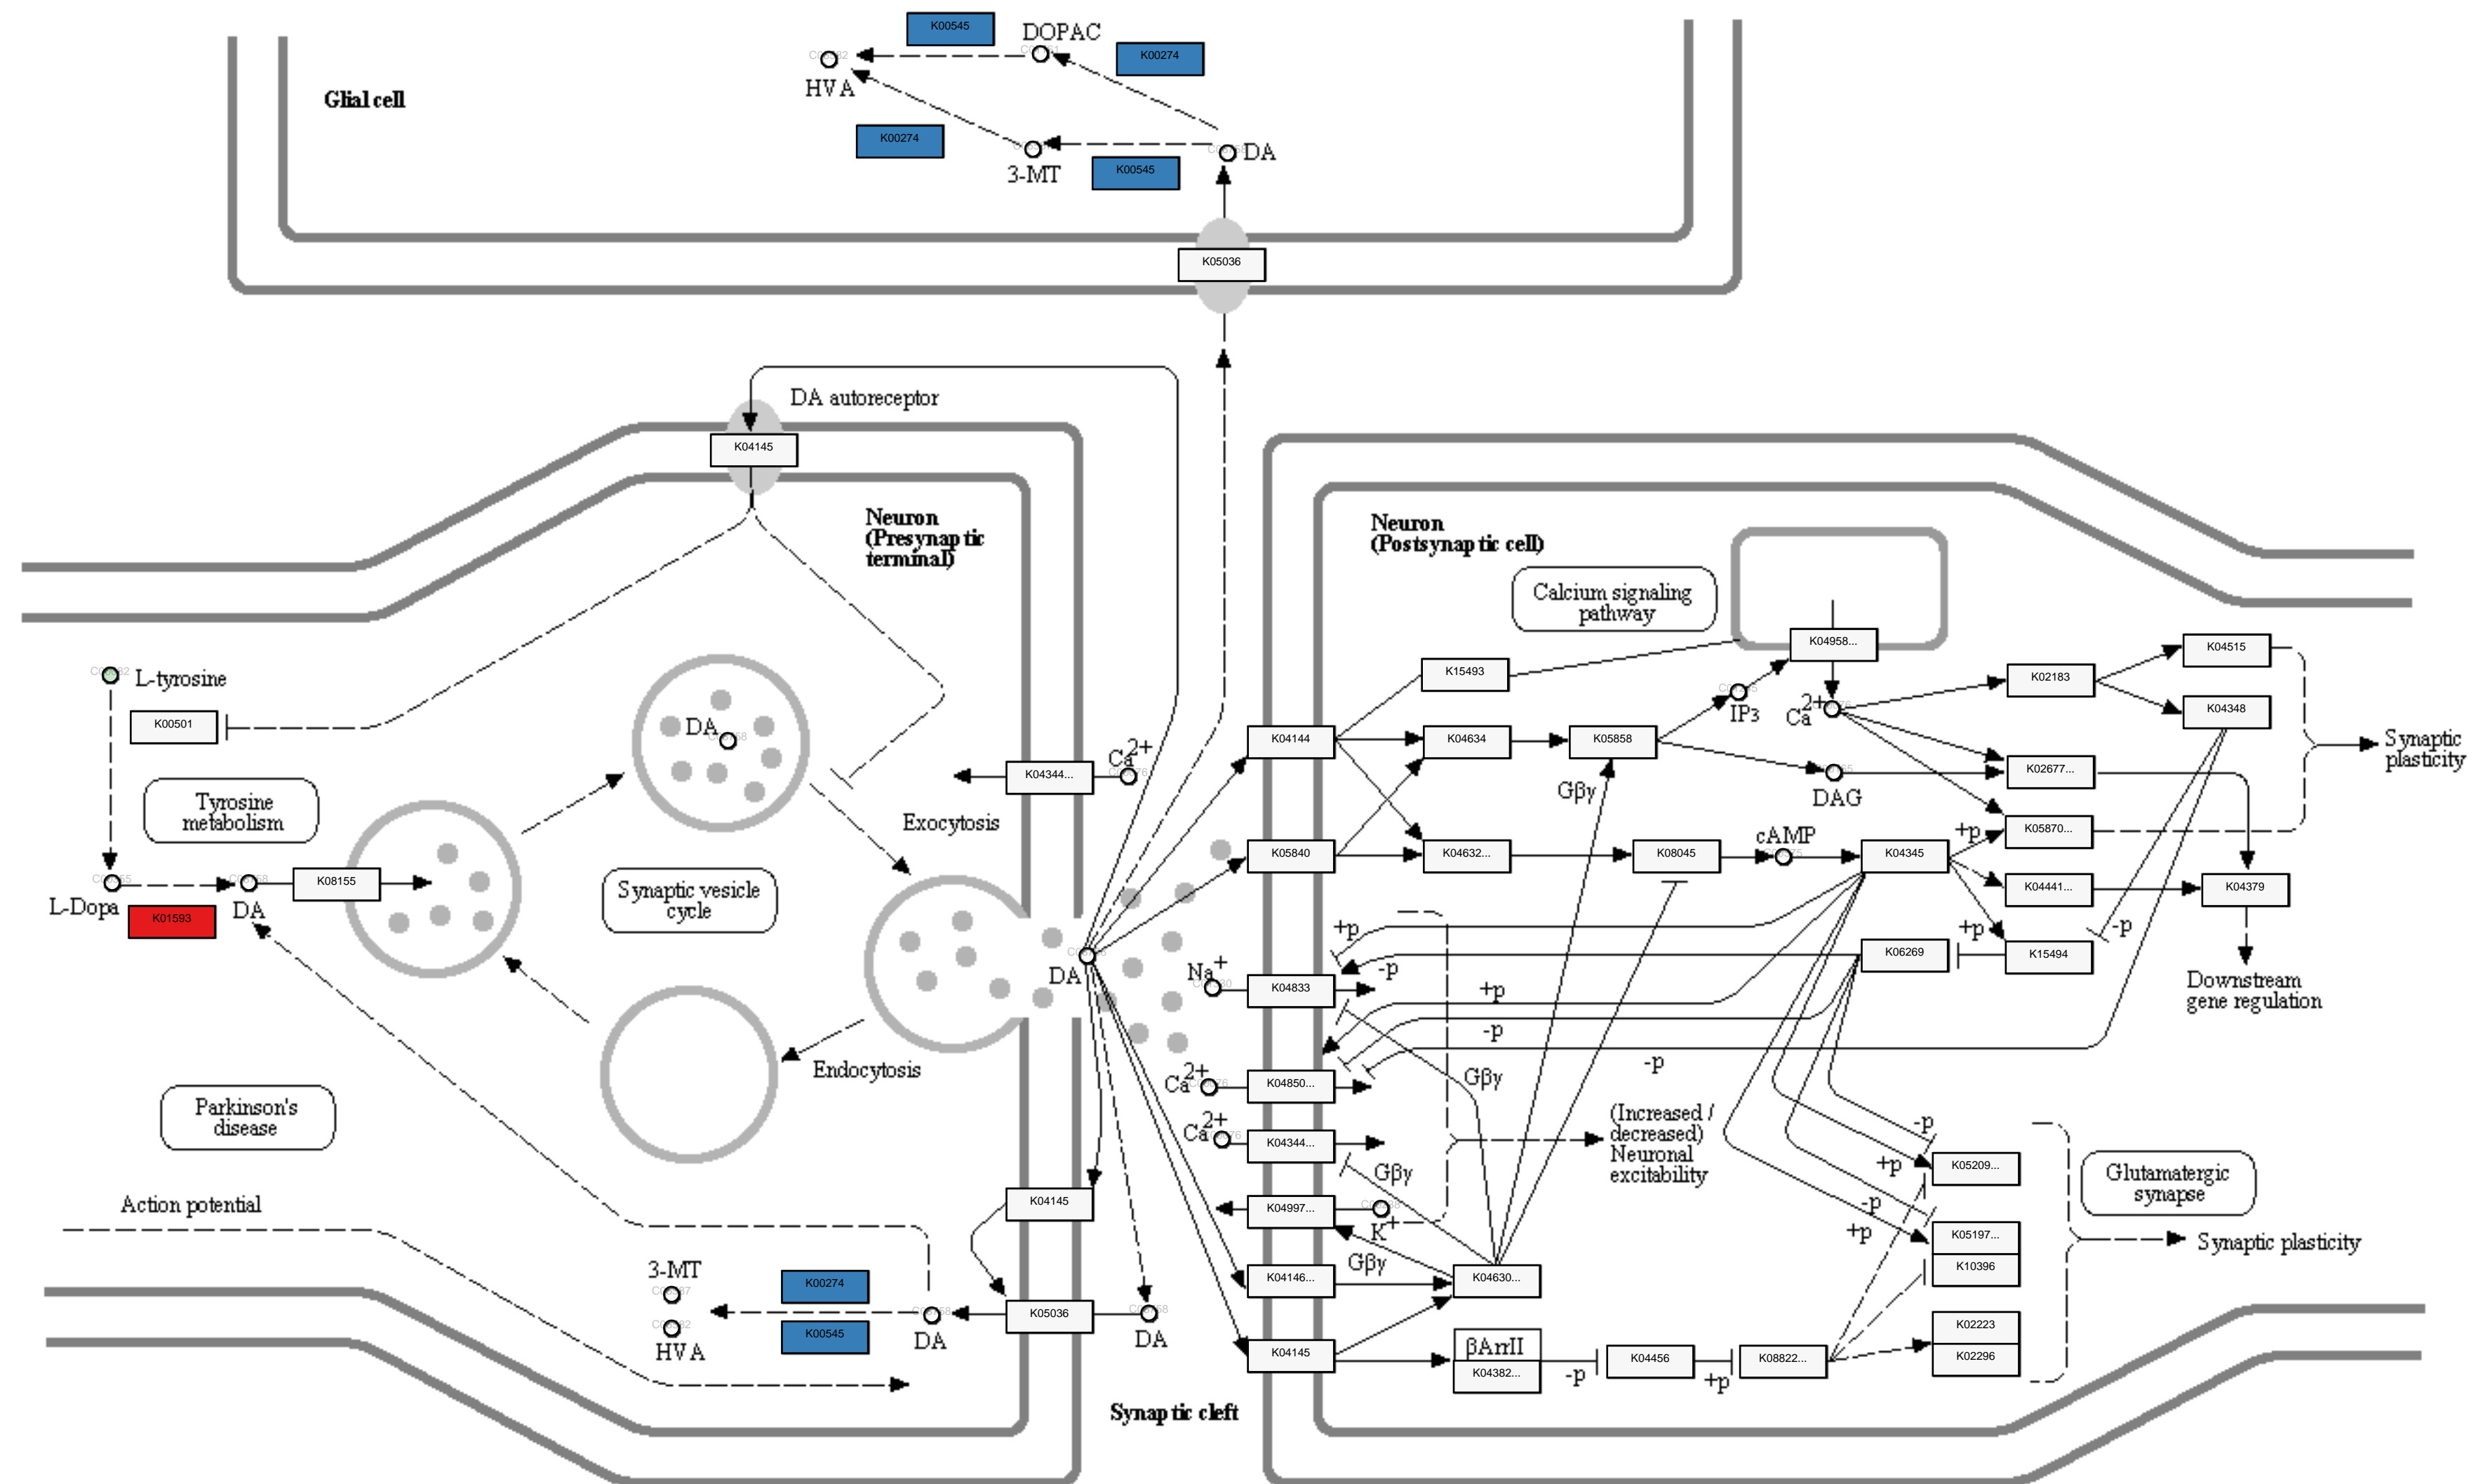 K00545
DOPAC
K00274
HVA
Glial cell
K00274
3-MT
K00545
DA
K05036
DA autoreceptor
K04145
Neuron
(Presynaptic
terminal)
Neuron
(Postsynaptic cell)
Calcium signaling
pathway
K04958...
K04515
K15493
L-tyrosine
K02183
IP3
Ca2+
K04348
K00501
DA
K04144
K04634
K05858
Synaptic
plasticity
K04344...
Ca2+
K02677...
DAG
Gβγ
Tyrosine
metabolism
Exocytosis
cAMP
+p
K05870...
K05840
K04632...
K08045
K04345
K08155
K04441...
K04379
L-Dopa
K01593
DA
Synaptic vesicle
cycle
+p
+p
-p
K06269
K15494
DA
Na+
-p
K04833
+p
Downstream
gene regulation
-p
-p
Endocytosis
Ca2+
K04850...
Gβγ
Parkinson's
disease
(Increased /
decreased)
Neuronal
excitability
Ca2+
K04344...
-p
Gβγ
+p
K05209...
Glutamatergic
synapse
Action potential
K04145
K04997...
K+
-p
+p
K05197...
Synaptic plasticity
Gβγ
3-MT
K00274
K04146...
K04630...
K10396
K05036
HVA
K00545
DA
DA
K04145
βArrII
K04382...
-p
K04456
+p
K08822...
K02223
K02296
Synaptic cleft